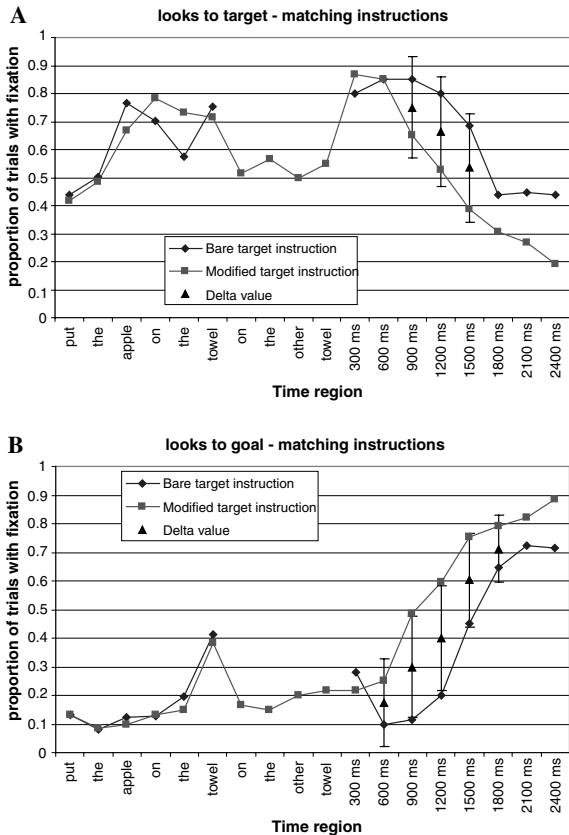 A
looks to target - matching instructions
proportion of trials with fixation
1
0.9
0.8
0.7
0.6
0.5
0.4
0.3
0.2
0.1
0
Bare target instruction
Modified target instruction
Delta value
put
the
apple
on
the
towel
on
the
other
towel
300 ms
600 ms
900 ms
1200 ms
1500 ms
1800 ms
2100 ms
2400 ms
Time region
B
looks to goal - matching instructions
proportion of trials with fixation
1
0.9
0.8
0.7
0.6
0.5
0.4
0.3
0.2
0.1
0
Bare target instruction
Modified target instruction
Delta value
put
the
apple
on
the
towel
on
the
other
towel
300 ms
600 ms
900 ms
1200 ms
1500 ms
1800 ms
2100 ms
2400 ms
Time region